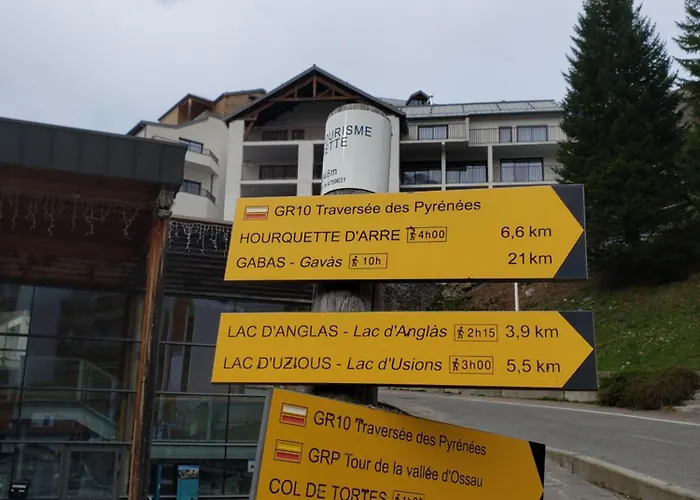 GR10 Traversée des Pyrénées
HOURQUETTE D'ARRE 4h00 6,6 km
GABAS - Gavàs 10h 21 km
LAC D'ANGLAS - Lac d'Anglàs 2h15 3,9 km
LAC D'UZIOUS - Lac d'Usions 3h00 5,5 km
GR10 Traversée des Pyrénées
GRP Tour de la vallée d'Ossau
COL DE TORTES